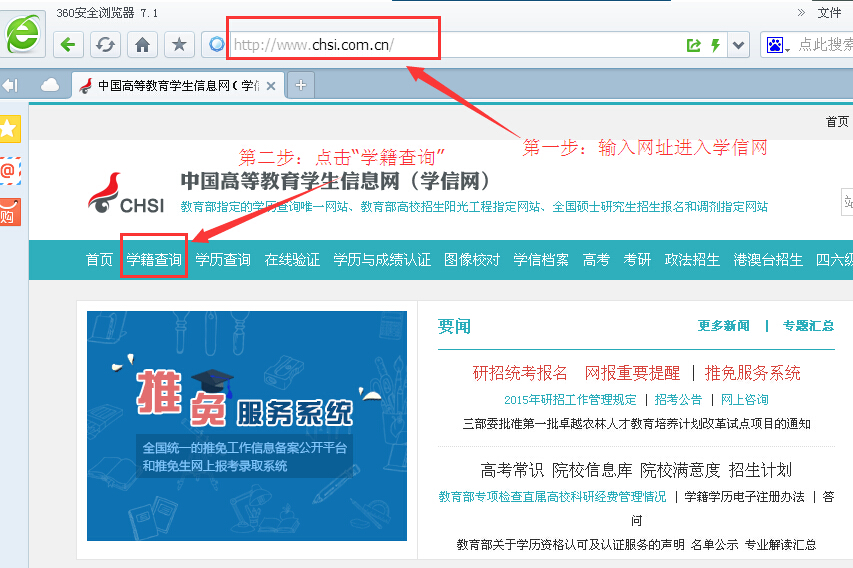 360安全浏览器 7.1
文件
http://www.chsi.com.cn/
点此搜索
中国高等教育学生信息网(学信
首页
第一步：输入网址进入学信网
第二步：点击“学籍查询”
@
购
CHSI
中国高等教育学生信息网（学信网）
教育部指定的学历查询唯一网站、教育部高校招生阳光工程指定网站、全国硕士研究生招生报名和调剂指定网站
站
首页 学籍查询 学历查询 在线验证 学历与成绩认证 图像校对 学信档案 高考 考研 政法招生 港澳台招生 四六级
推免服务系统
全国统一的推免工作信息备案公开平台
和推免生网上报考录取系统
要闻
更多新闻 | 专题汇总
研招统考报名 网报重要提醒 | 推免服务系统
2015年研招工作管理规定 | 招考公告 | 网上咨询
三部委批准第一批卓越农林人才教育培养计划改革试点项目的通知
高考常识 院校信息库 院校满意度 招生计划
教育部专项检查直属高校科研经费管理情况 | 学籍学历电子注册办法 | 答
问
教育部关于学历资格认可及认证服务的声明 名单公示 专业解读汇总